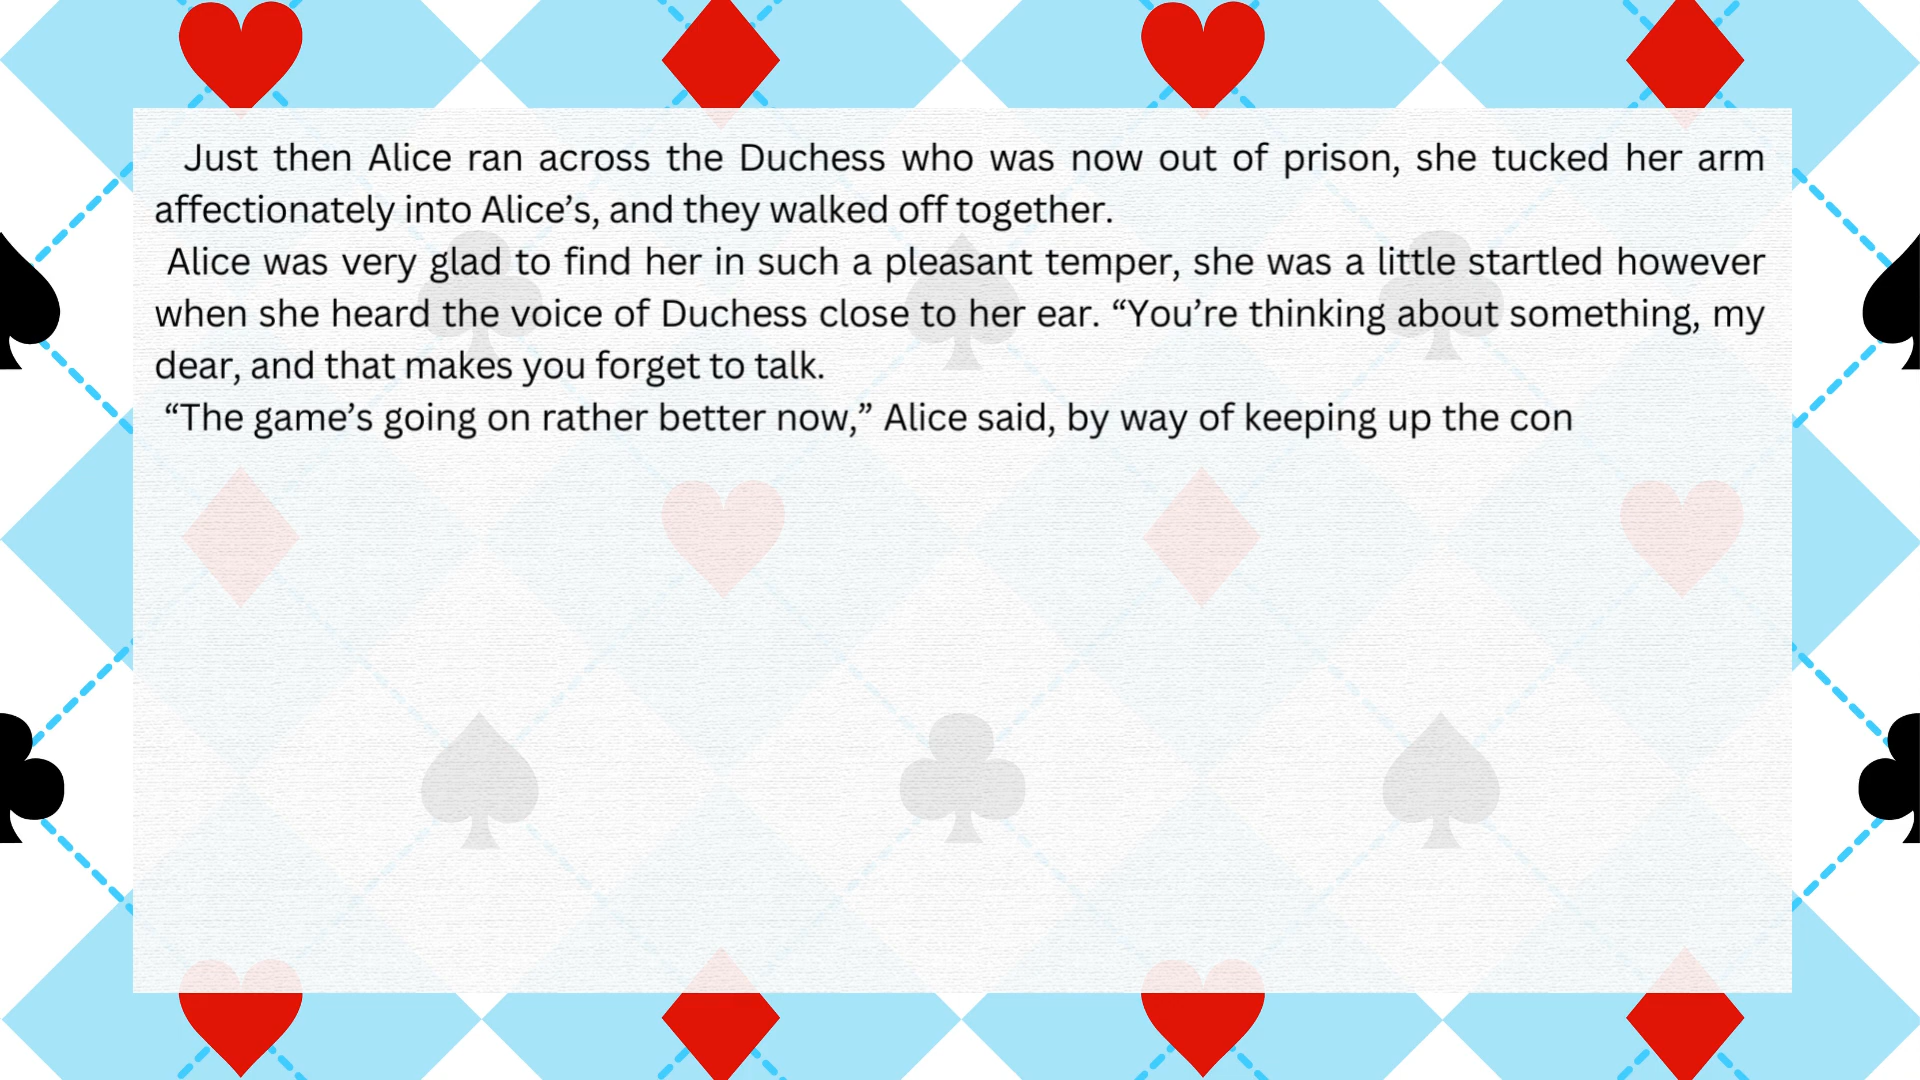 Just then Alice ran across the Duchess who was now out of prison, she tucked her arm
affectionately into Alice’s, and they walked off together.
Alice was very glad to find her in such a pleasant temper, she was a little startled however
when she heard the voice of Duchess close to her ear. “You’re thinking about something, my
dear, and that makes you forget to talk.
“The game’s going on rather better now,” Alice said, by way of keeping up the con